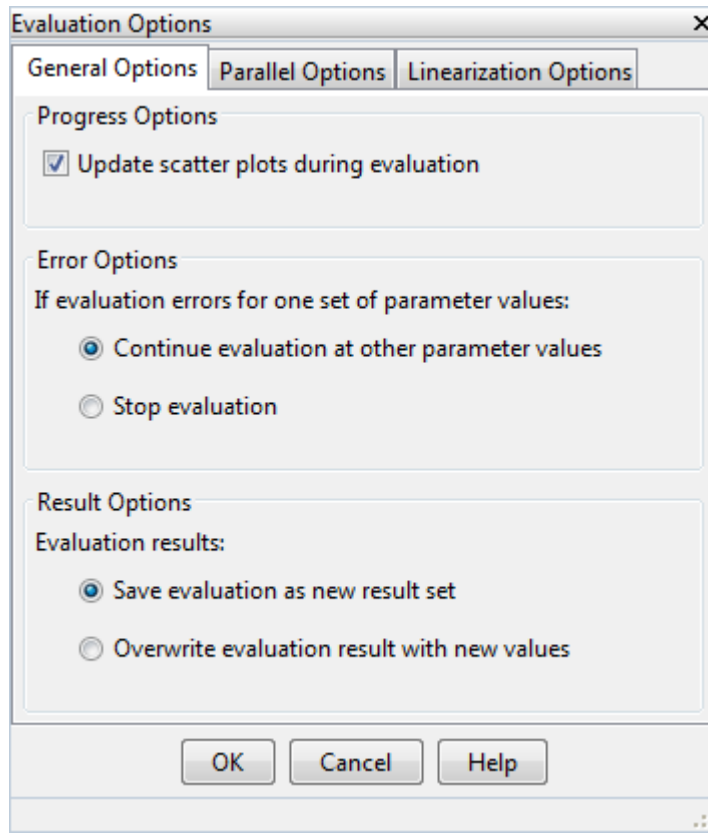 Evaluation Options
General Options Parallel Options Linearization Options
Progress Options
Update scatter plots during evaluation
Error Options
If evaluation errors for one set of parameter values:
Continue evaluation at other parameter values
Stop evaluation
Result Options
Evaluation results:
Save evaluation as new result set
Overwrite evaluation result with new values
OK Cancel Help